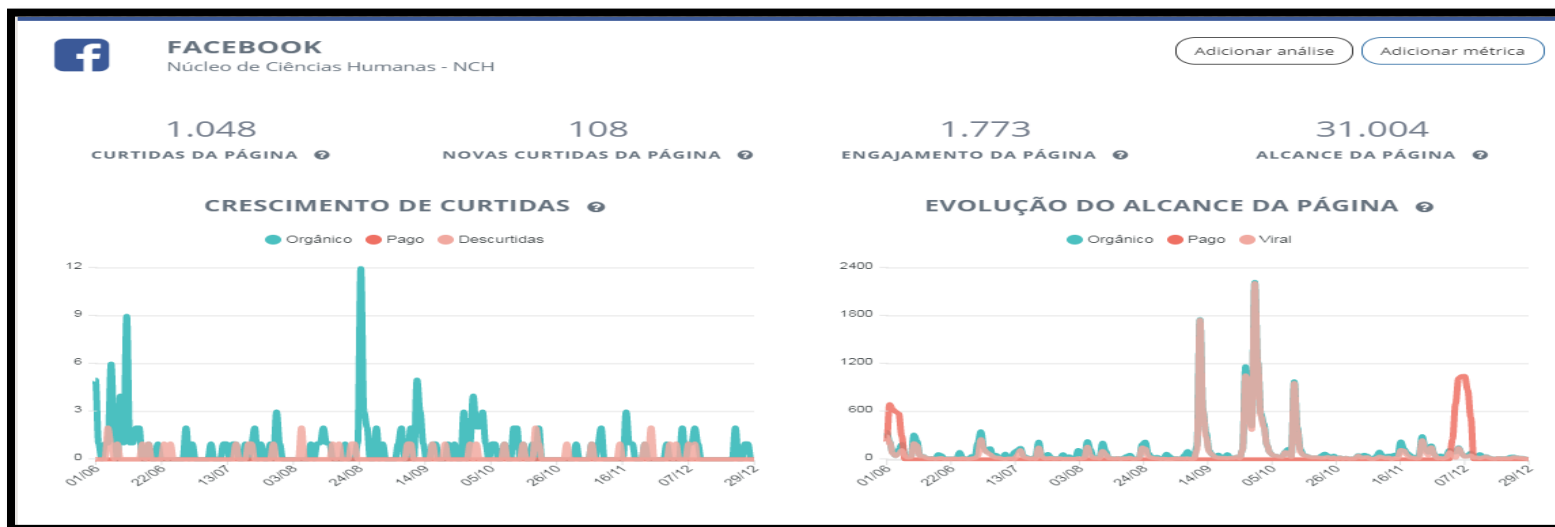 f
FACEBOOK
Núcleo de Ciências Humanas - NCH
Adicionar análise
Adicionar métrica
1.048
CURTIDAS DA PÁGINA ?
108
NOVAS CURTIDAS DA PÁGINA ?
1.773
ENGAJAMENTO DA PÁGINA ?
31.004
ALCANCE DA PÁGINA ?
CRESCIMENTO DE CURTIDAS ?
Orgânico Pago Descurtidas
12
9
6
3
0
01/06 22/06 13/07 03/08 24/08 14/09 05/10 26/10 16/11 07/12 29/12
EVOLUÇÃO DO ALCANCE DA PÁGINA ?
Orgânico Pago Viral
2400
1800
1200
600
0
01/06 22/06 13/07 03/08 24/08 14/09 05/10 26/10 16/11 07/12 29/12